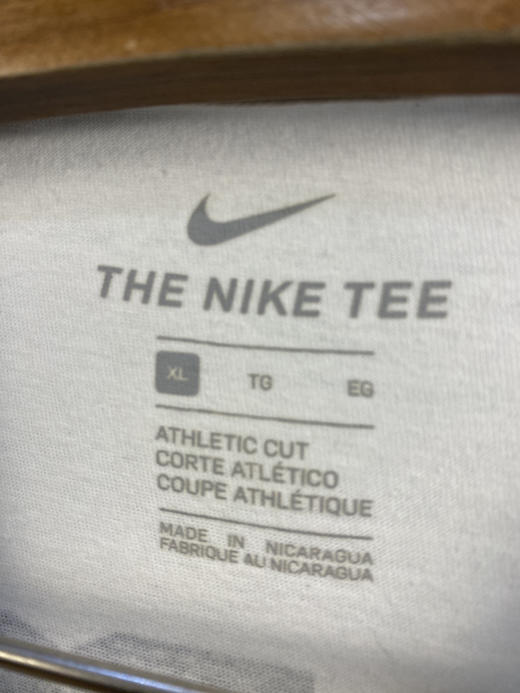 THE NIKE TEE
XL TG EG
ATHLETIC CUT
CORTE ATLÉTICO
COUPE ATHLÉTIQUE
MADE IN NICARAGUA
FABRIQUE AU NICARAGUA